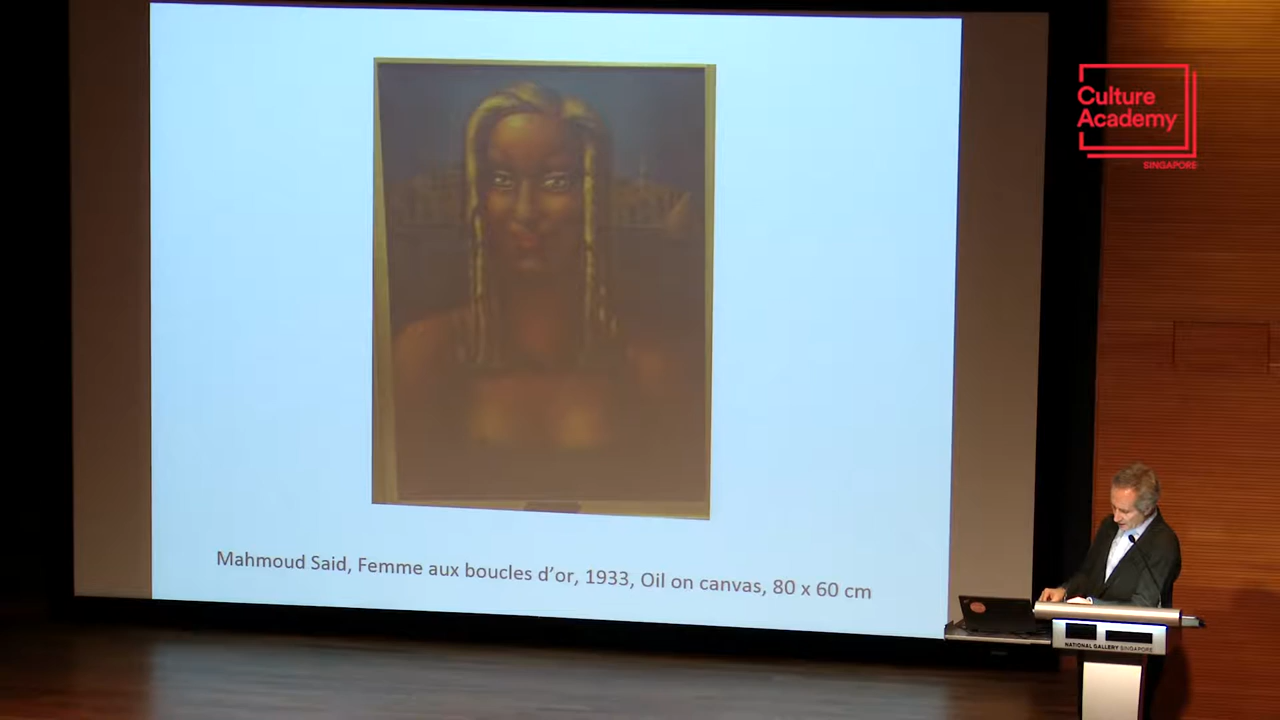 Culture
Academy
SINGAPORE
Mahmoud Said, Femme aux boucles d'or, 1933, Oil on canvas, 80 x 60 cm
NATIONAL GALLERY SINGAPORE